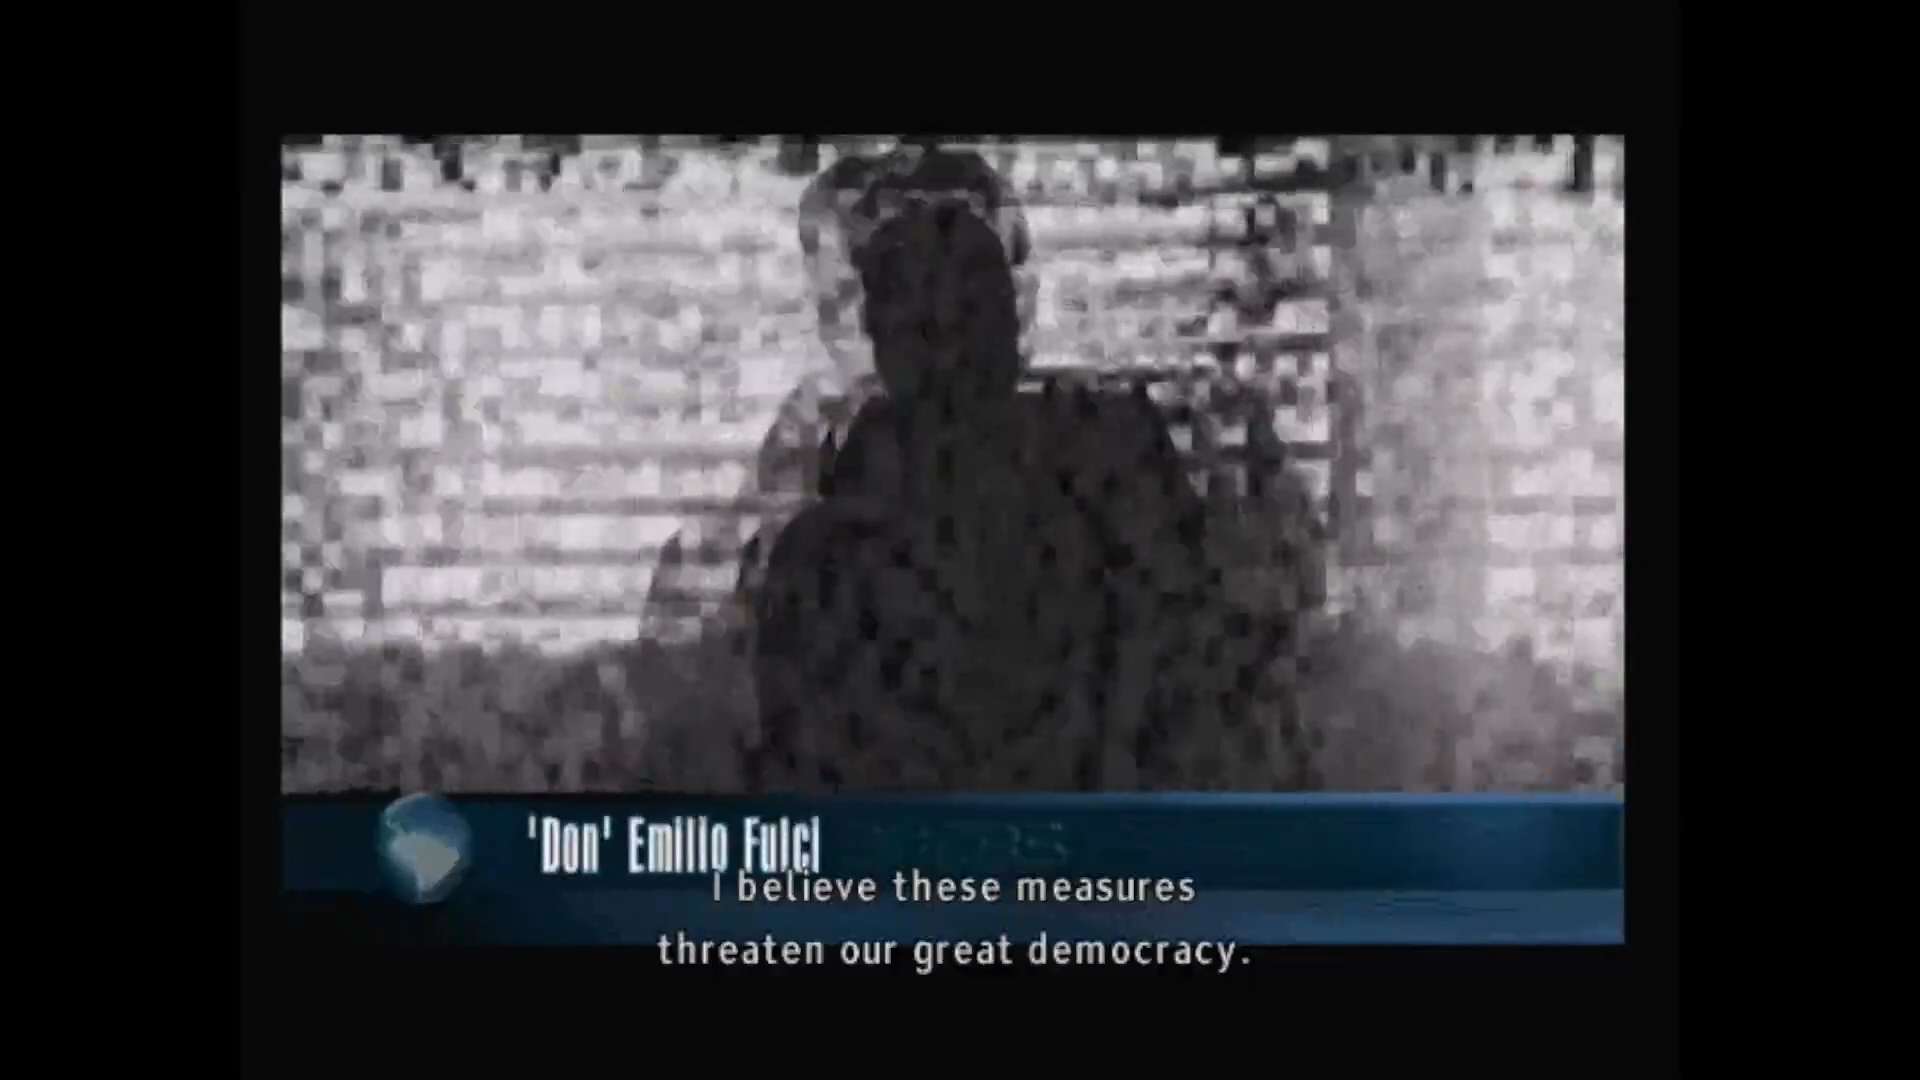 'Don' Emilio Fulci
I believe these measures
threaten our great democracy.